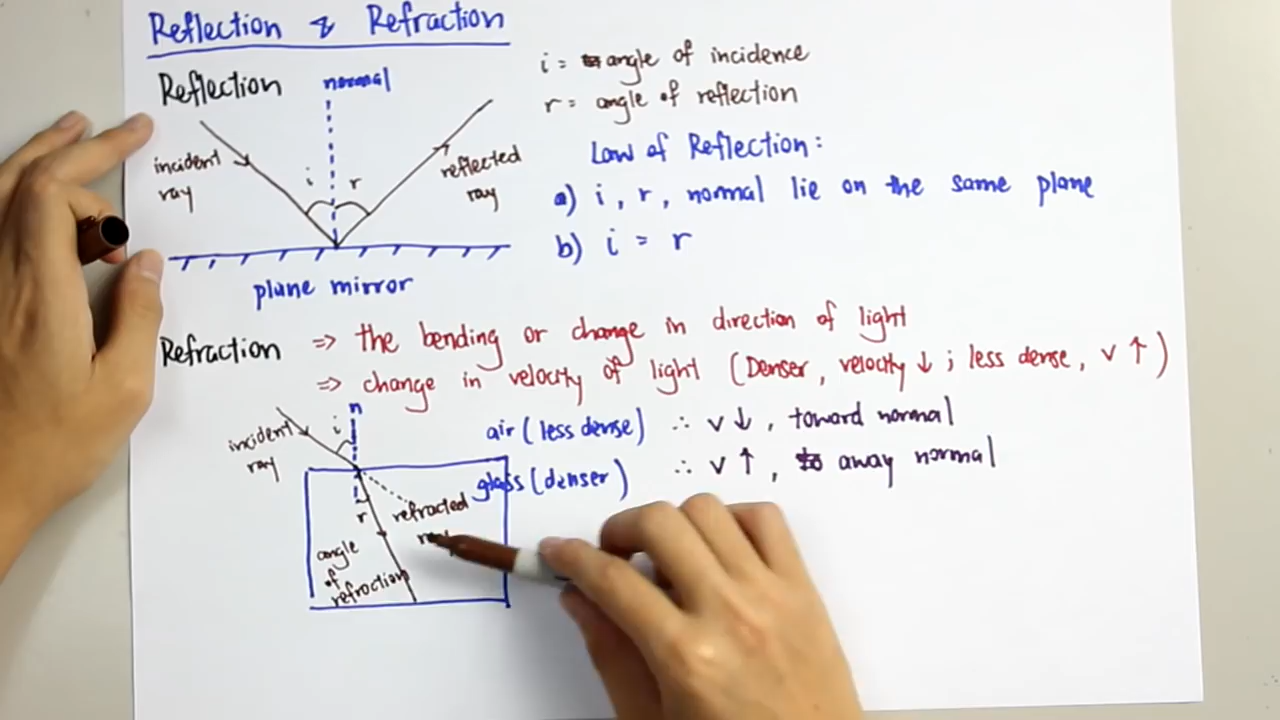 Reflection & Refraction
Reflection
normal
incident
ray
i
r
reflected
ray
plane mirror
i = angle of incidence
r = angle of reflection
Law of Reflection:
a) i, r, normal lie on the same plane
b) i = r
Refraction => the bending or change in direction of light
=> change in velocity of light (Denser, velocity ↓ ; less dense, v ↑)
n
incident
ray
i
air (less dense) ∴ v ↓, toward normal
glass (denser) ∴ v ↑, away normal
r
refracted
ray
angle
of
refraction